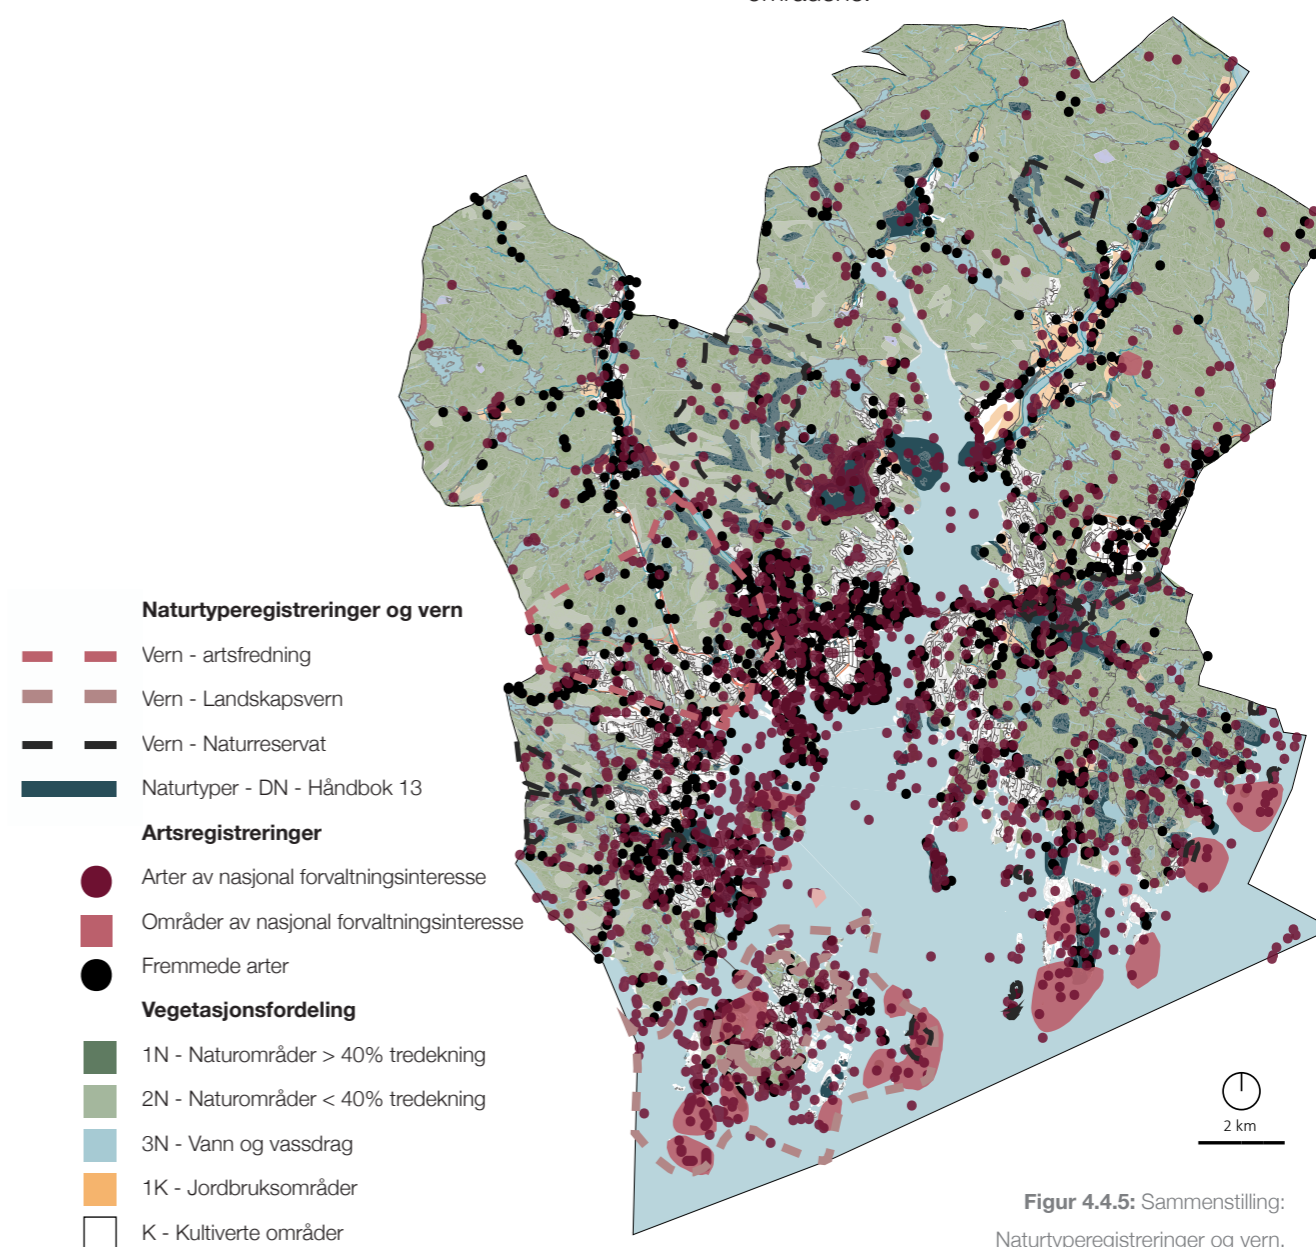 Naturtyperegistreringer og vern
Vern - artsfredning
Vern - Landskapsvern
Vern - Naturreservat
Naturtyper - DN - Håndbok 13
Artsregistreringer
Arter av nasjonal forvaltningsinteresse
Områder av nasjonal forvaltningsinteresse
Fremmede arter
Vegetasjonsfordeling
1N - Naturområder > 40% tredekning
2N - Naturområder < 40% tredekning
3N - Vann og vassdrag
1K - Jordbruksområder
K - Kultiverte områder
2 km
Figur 4.4.5: Sammenstilling:
Naturtyperegistreringer og vern.